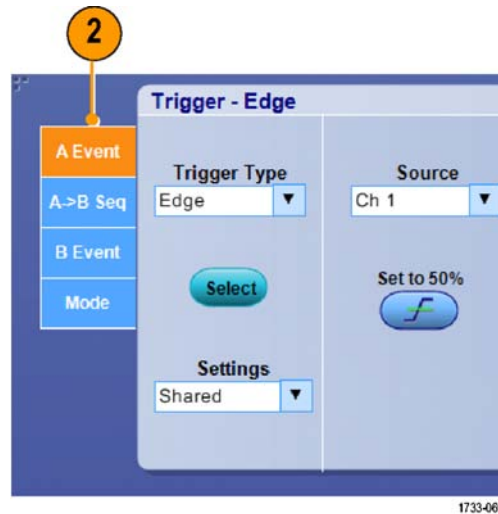 2
Trigger - Edge
A Event
A->B Seq
B Event
Mode
Trigger Type
Edge
Select
Settings
Shared
Source
Ch 1
Set to 50%
1733-06